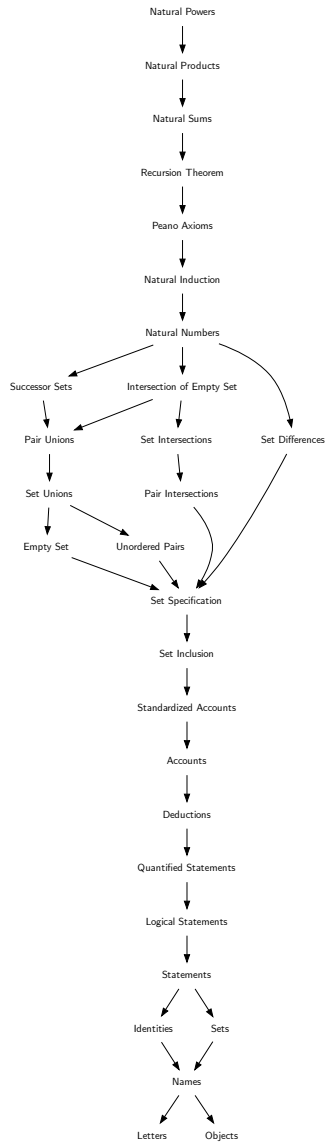 Natural Powers
Natural Products
Natural Sums
Recursion Theorem
Peano Axioms
Natural Induction
Natural Numbers
Successor Sets
Intersection of Empty Set
Pair Unions
Set Intersections
Set Differences
Set Unions
Pair Intersections
Empty Set
Unordered Pairs
Set Specification
Set Inclusion
Standardized Accounts
Accounts
Deductions
Quantified Statements
Logical Statements
Statements
Identities
Sets
Names
Letters
Objects